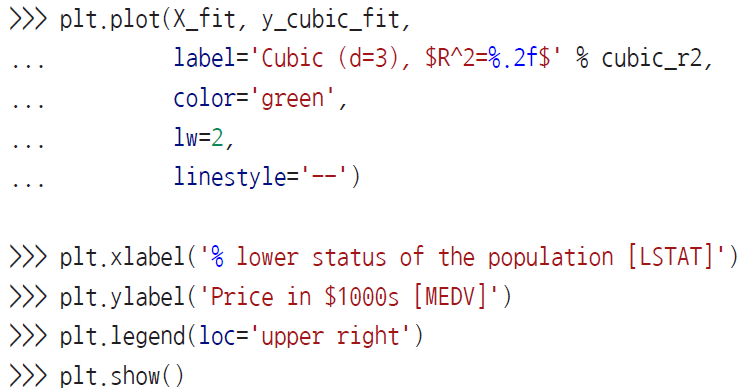 >>> plt.plot(X_fit, y_cubic_fit,
...          label='Cubic (d=3), $R^2=%.2f$' % cubic_r2,
...          color='green',
...          lw=2,
...          linestyle='--')
>>> plt.xlabel('% lower status of the population [LSTAT]')
>>> plt.ylabel('Price in $1000s [MEDV]')
>>> plt.legend(loc='upper right')
>>> plt.show()